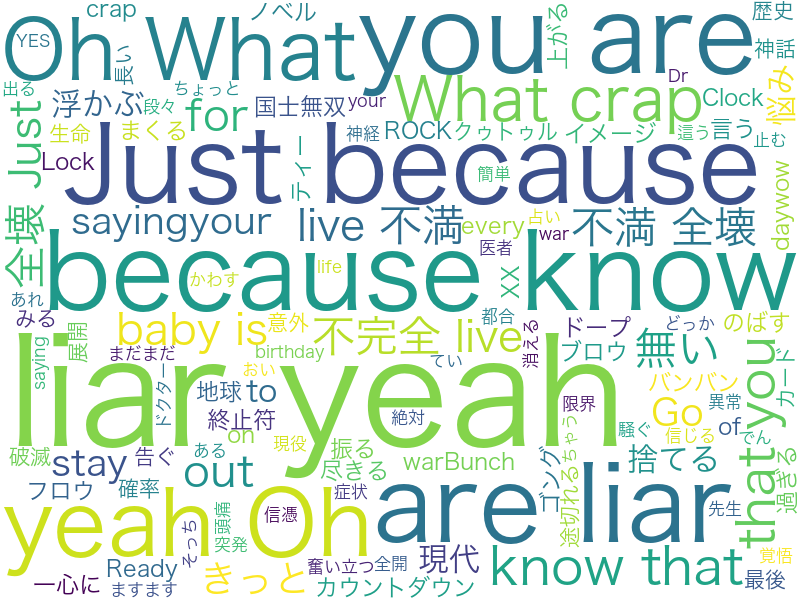 crap
ノベル
歴史
Oh What
you are
YES
長い
上がる
神話
出る
ちょっと
What crap
Dr
悩み
浮かぶ
段々
for
国士無双
your
Clock
生命
まくる
神経
ROCK
クゥトゥル
イメージ
這う
言う
止む
Lock
ティー
簡単
Just because
全壊 Just
daywow
sayingyour
live 不満
every
占い
不満 全壊
医者
war
because know
かわす
life
XX
あれ
みる
baby is
意外
不完全 live
都合
ドープ
どっか
のばす
saying
展開
まだまだ
birthday
てい
消える
ブロウ
無い
liar yeah
ドクター
おい
地球
to
絶対
限界
バンバン
カード
that you
終止符
Go
異常
of
でん
破滅
ある
on
現役
振る
騒ぐ
信じる
stay
告ぐ
尽きる
warBunch
ゴング
途切れる
ちゃう
捨てる
過ぎる
フロウ
確率
out
症状
are liar
先生
yeah Oh
そっち
突発
頭痛
信憑
know that
覚悟
Ready
一心に
ますます
きっと
奮い立つ
全開
現代
カウントダウン
最後